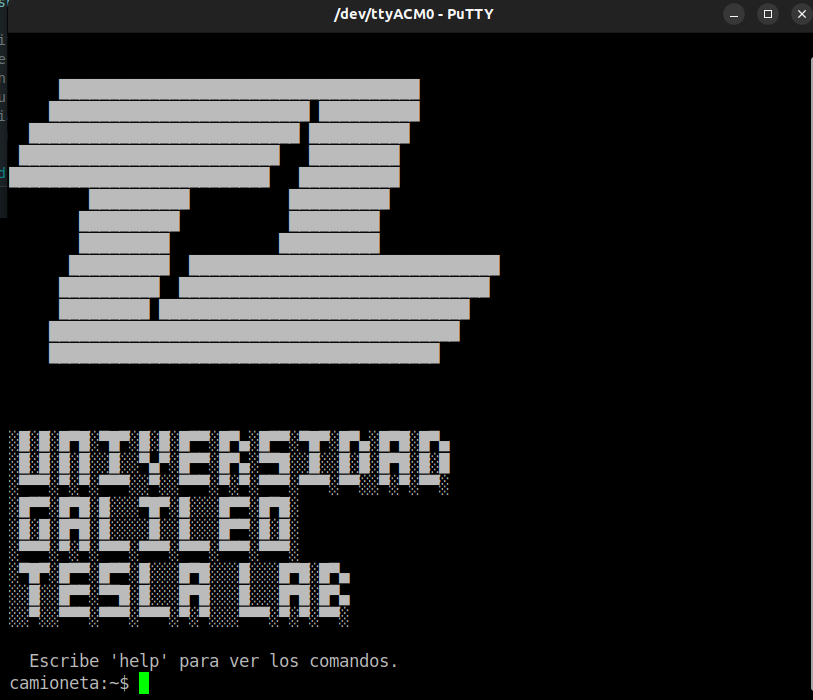 /dev/ttyACM0 - PuTTY
UNIVERSIDAD
GALILEO
TESLA LAB
Escribe 'help' para ver los comandos.
camioneta:~$